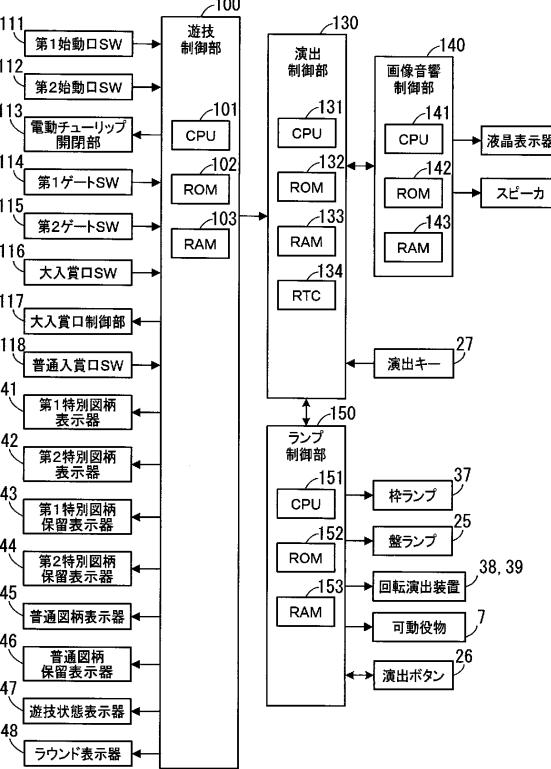 100
遊技
制御部
101
CPU
102
ROM
103
RAM
111
第1始動口SW
112
第2始動口SW
113
電動チューリップ
開閉部
114
第1ゲートSW
115
第2ゲートSW
116
大入賞口SW
117
大入賞口制御部
118
普通入賞口SW
41
第1特別図柄
表示器
42
第2特別図柄
表示器
43
第1特別図柄
保留表示器
44
第2特別図柄
保留表示器
45
普通図柄表示器
46
普通図柄
保留表示器
47
遊技状態表示器
48
ラウンド表示器
130
演出
制御部
131
CPU
132
ROM
133
RAM
134
RTC
140
画像音響
制御部
141
CPU
142
ROM
143
RAM
液晶表示器
スピーカ
27
演出キー
150
ランプ
制御部
151
CPU
152
ROM
153
RAM
37
枠ランプ
25
盤ランプ
38, 39
回転演出装置
7
可動役物
26
演出ボタン